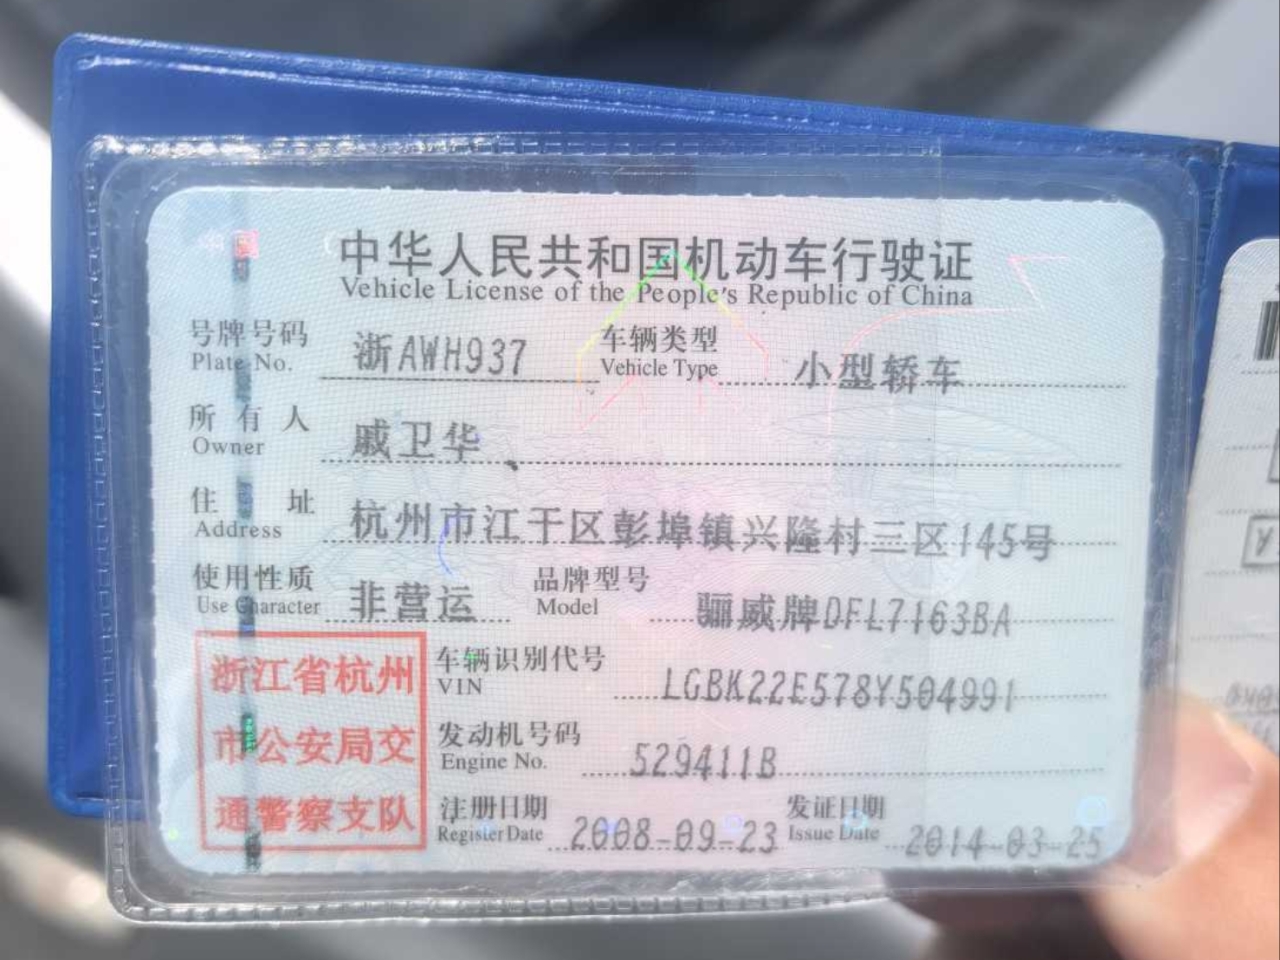 中华人民共和国机动车行驶证
Vehicle License of the People's Republic of China
号牌号码 浙AWH937 车辆类型 小型轿车
Plate No. Vehicle Type
所有人 戚卫华
Owner
住址 杭州市江干区彭埠镇兴隆村三区145号
Address
使用性质 非营运 品牌型号 骊威牌DFL7163BA
Use Character Model
浙江省杭州
市公安局交
通警察支队
车辆识别代号 LGBK22E578Y504991
VIN
发动机号码 529411B
Engine No.
注册日期 2008-09-23 发证日期 2014-03-25
Register Date Issue Date